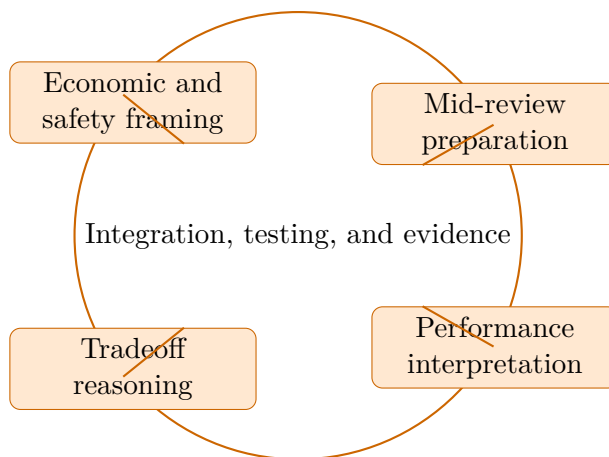 Economic and
safety framing
Mid-review
preparation
Integration, testing, and evidence
Tradeoff
reasoning
Performance
interpretation